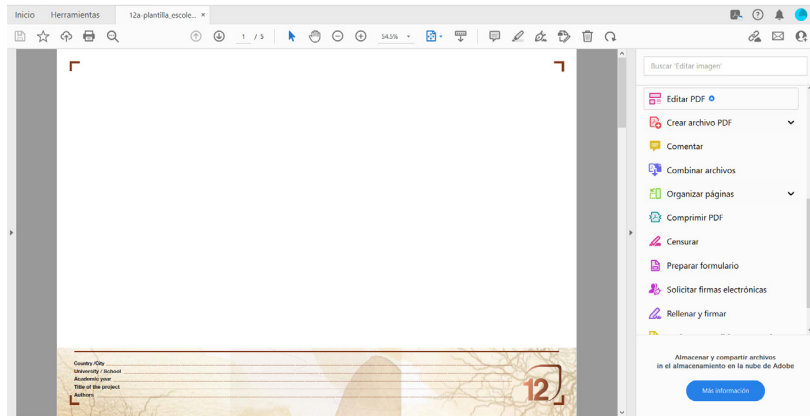 Inicio Herramientas 12a-plantilla_escole... ×
1 / 5 54.5%
Buscar 'Editar imagen'
Editar PDF
Crear archivo PDF
Comentar
Combinar archivos
Organizar páginas
Comprimir PDF
Censurar
Preparar formulario
Solicitar firmas electrónicas
Rellenar y firmar
Almacenar y compartir archivos
in el almacenamiento en la nube de Adobe
Más información
Country /City
University / School
Academic year
Title of the project
Authors
12